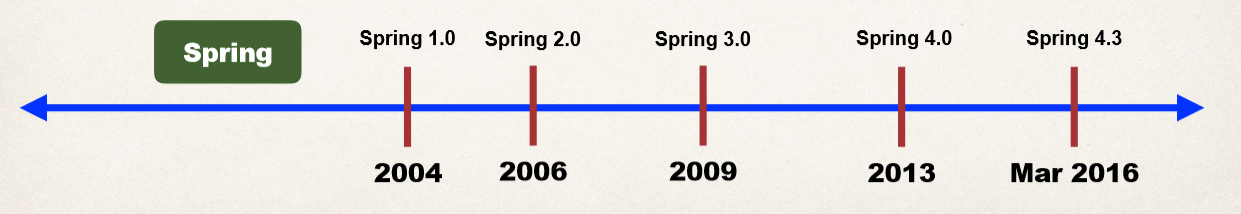 Spring
Spring 1.0 Spring 2.0 Spring 3.0 Spring 4.0 Spring 4.3
2004 2006 2009 2013 Mar 2016